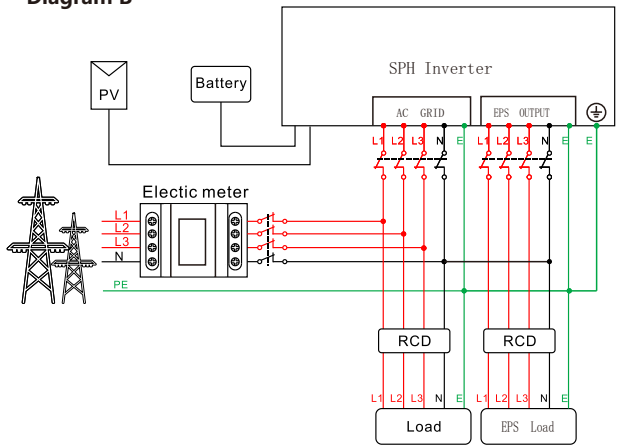 Diagram B
SPH Inverter
PV
Battery
AC GRID
EPS OUTPUT
L1 L2 L3 N E
L1 L2 L3 N E
E
Electic meter
L1
L2
L3
N
PE
RCD
RCD
L1 L2 L3 N E
L1 L2 L3 N E
Load
EPS Load